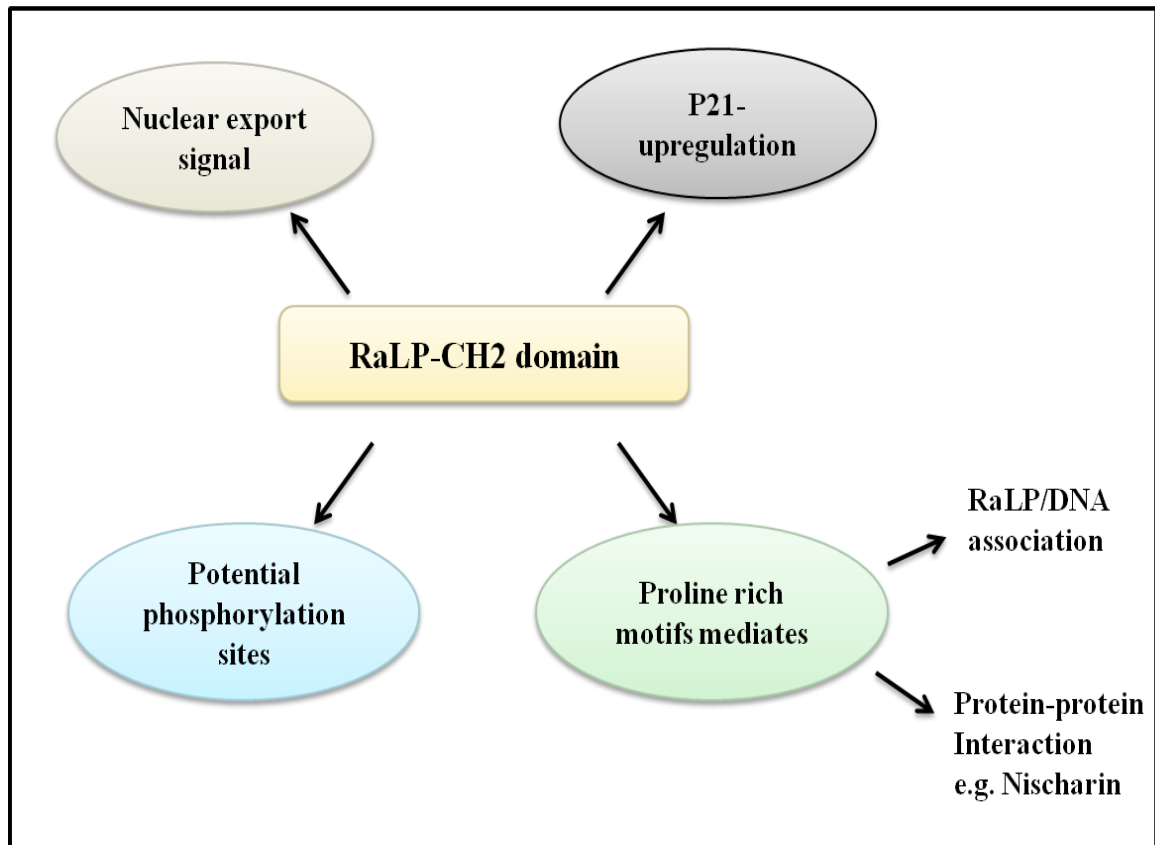 Nuclear export
signal
P21-
upregulation
RaLP-CH2 domain
Potential
phosphorylation
sites
Proline rich
motifs mediates
RaLP/DNA
association
Protein-protein
Interaction
e.g. Nischarin